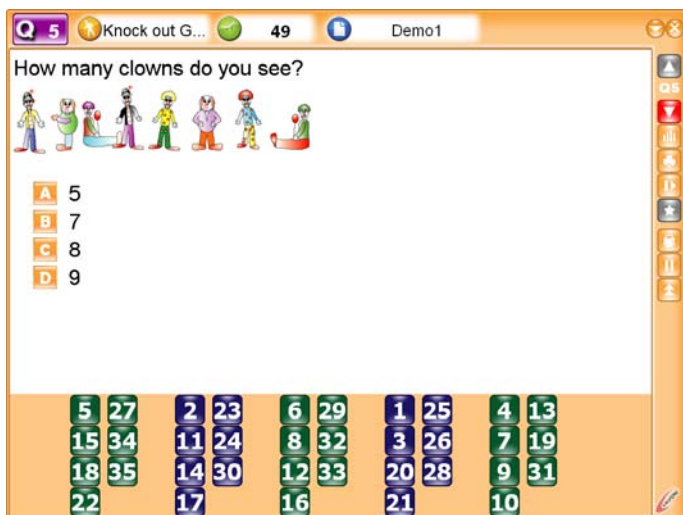 Q 5 Knock out G... 49 Demo1
How many clowns do you see?
Q5
A 5
B 7
C 8
D 9
5 27 2 23 6 29 1 25 4 13
15 34 11 24 8 32 3 26 7 19
18 35 14 30 12 33 20 28 9 31
22 17 16 21 10